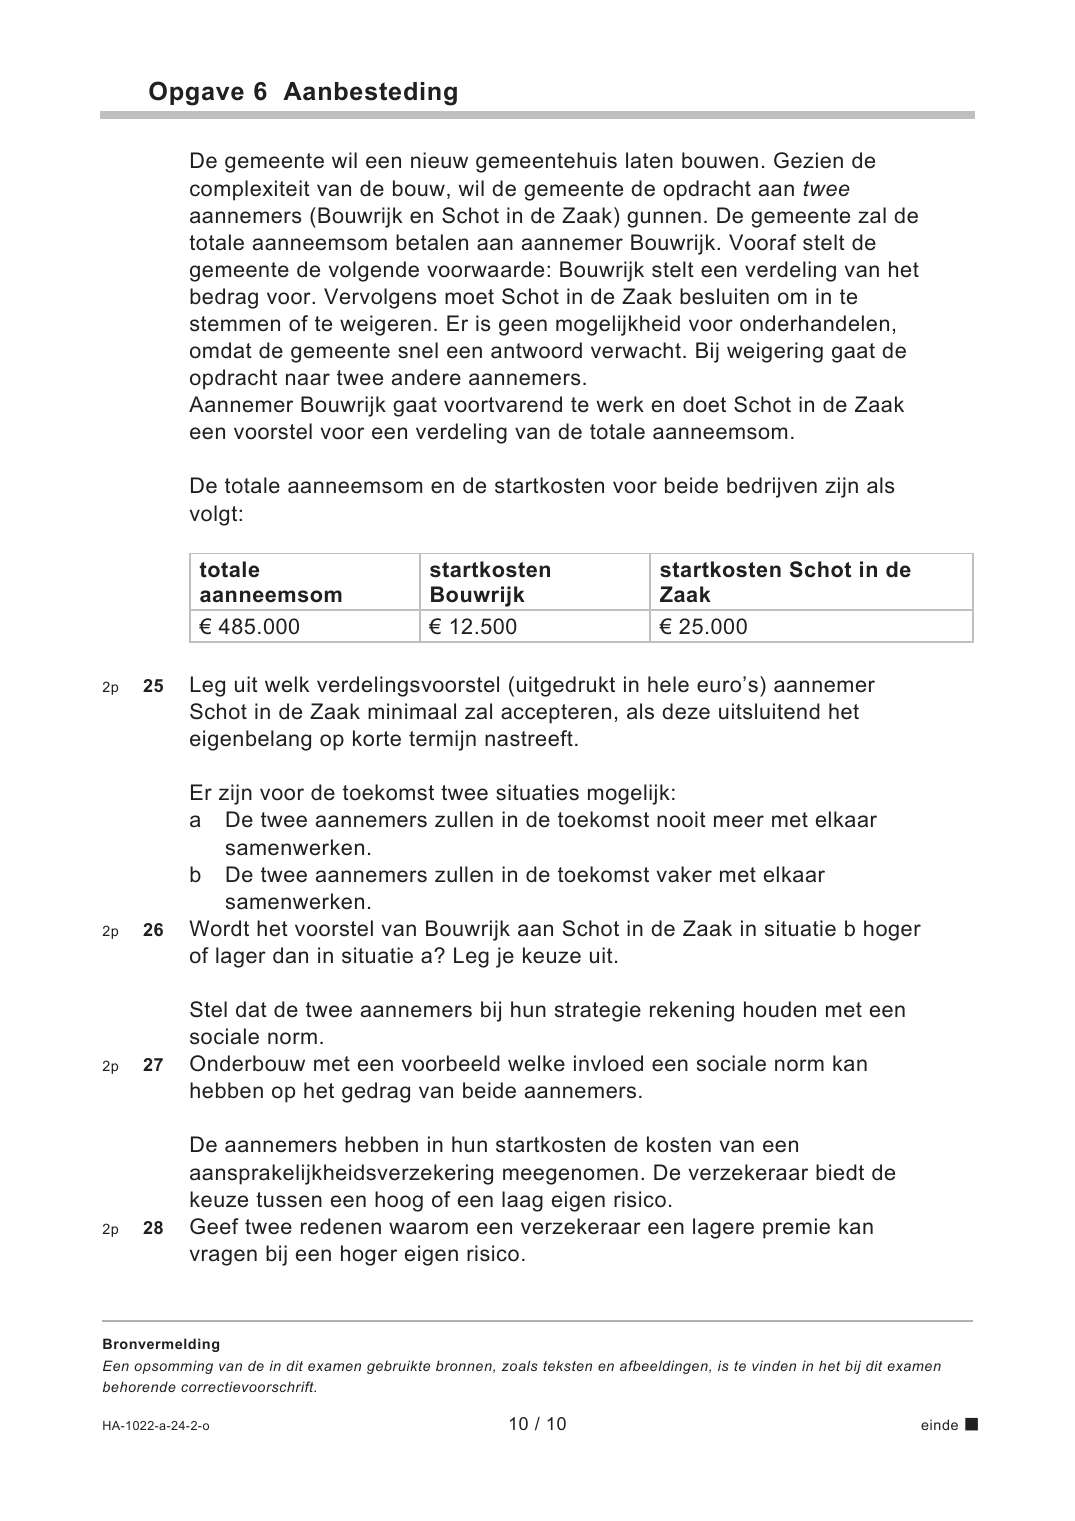 Opgave 6 Aanbesteding
De gemeente wil een nieuw gemeentehuis laten bouwen. Gezien de
complexiteit van de bouw, wil de gemeente de opdracht aan twee
aannemers (Bouwrijk en Schot in de Zaak) gunnen. De gemeente zal de
totale aanneemsom betalen aan aannemer Bouwrijk. Vooraf stelt de
gemeente de volgende voorwaarde: Bouwrijk stelt een verdeling van het
bedrag voor. Vervolgens moet Schot in de Zaak besluiten om in te
stemmen of te weigeren. Er is geen mogelijkheid voor onderhandelen,
omdat de gemeente snel een antwoord verwacht. Bij weigering gaat de
opdracht naar twee andere aannemers.
Aannemer Bouwrijk gaat voortvarend te werk en doet Schot in de Zaak
een voorstel voor een verdeling van de totale aanneemsom.
De totale aanneemsom en de startkosten voor beide bedrijven zijn als
volgt:
totale startkosten startkosten Schot in de
aanneemsom Bouwrijk Zaak
€ 485.000 € 12.500 € 25.000
2p 25 Leg uit welk verdelingsvoorstel (uitgedrukt in hele euro’s) aannemer
Schot in de Zaak minimaal zal accepteren, als deze uitsluitend het
eigenbelang op korte termijn nastreeft.
Er zijn voor de toekomst twee situaties mogelijk:
a De twee aannemers zullen in de toekomst nooit meer met elkaar
samenwerken.
b De twee aannemers zullen in de toekomst vaker met elkaar
samenwerken.
2p 26 Wordt het voorstel van Bouwrijk aan Schot in de Zaak in situatie b hoger
of lager dan in situatie a? Leg je keuze uit.
Stel dat de twee aannemers bij hun strategie rekening houden met een
sociale norm.
2p 27 Onderbouw met een voorbeeld welke invloed een sociale norm kan
hebben op het gedrag van beide aannemers.
De aannemers hebben in hun startkosten de kosten van een
aansprakelijkheidsverzekering meegenomen. De verzekeraar biedt de
keuze tussen een hoog of een laag eigen risico.
2p 28 Geef twee redenen waarom een verzekeraar een lagere premie kan
vragen bij een hoger eigen risico.
Bronvermelding
Een opsomming van de in dit examen gebruikte bronnen, zoals teksten en afbeeldingen, is te vinden in het bij dit examen
behorende correctievoorschrift.
HA-1022-a-24-2-o 10 / 10 einde ■